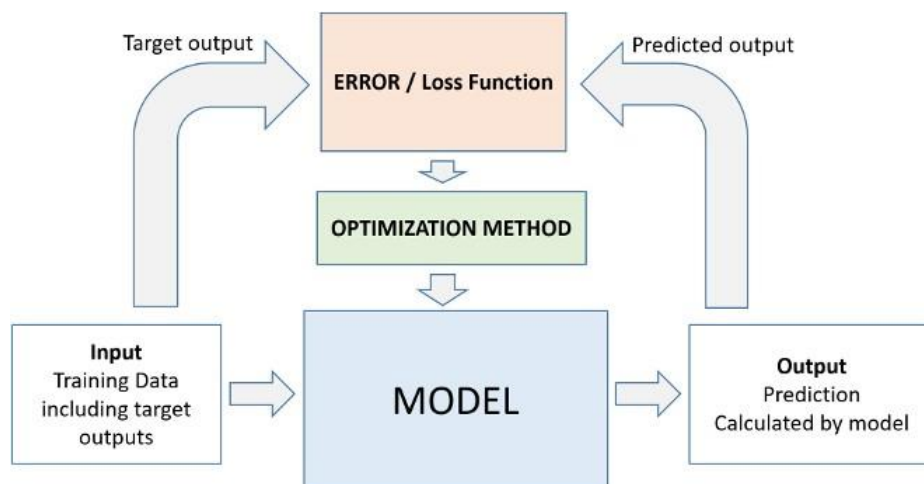 Target output
Predicted output
ERROR / Loss Function
OPTIMIZATION METHOD
Input
Training Data
including target
outputs
MODEL
Output
Prediction
Calculated by model